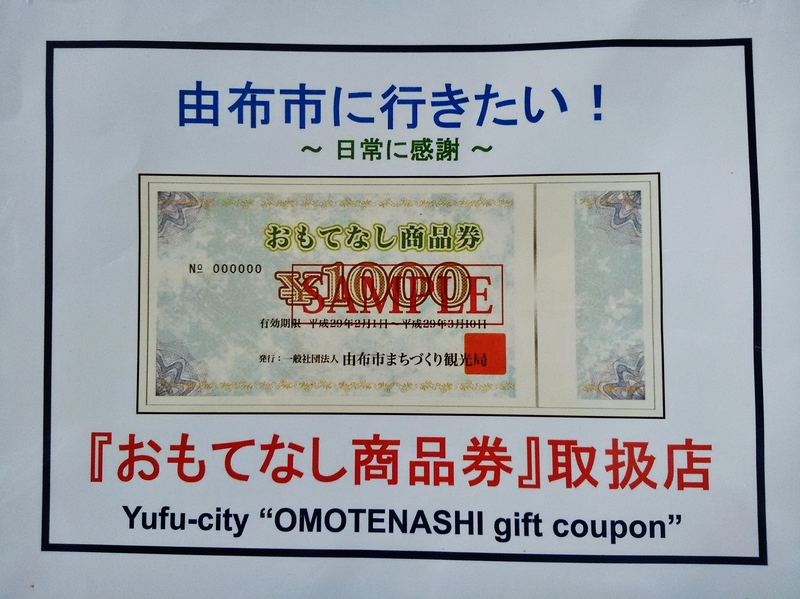 由布市に行きたい！
～ 日常に感謝 ～
おもてなし商品券
№ 000000
¥1000
SAMPLE
有効期限 平成29年2月1日～平成29年3月10日
発行：一般社団法人 由布市まちづくり観光局
『おもてなし商品券』取扱店
Yufu-city “OMOTENASHI gift coupon”